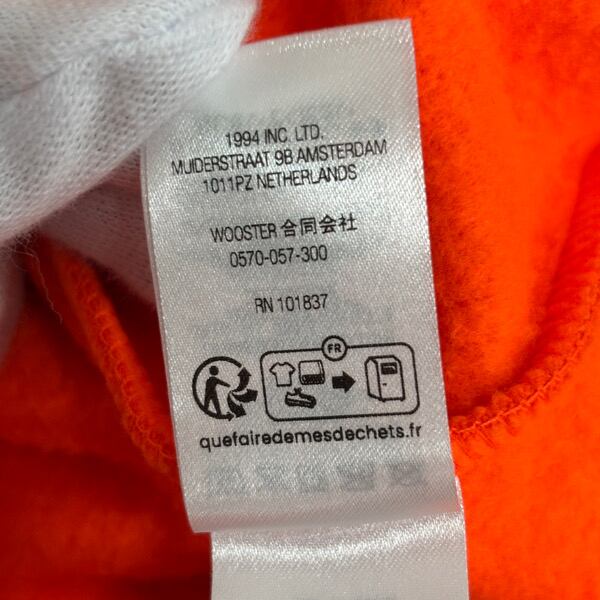 1994 INC. LTD.
MUIDERSTRAAT 9B AMSTERDAM
1011PZ NETHERLANDS
WOOSTER 合同会社
0570-057-300
RN 101837
FR
quefairedemesdechets.fr